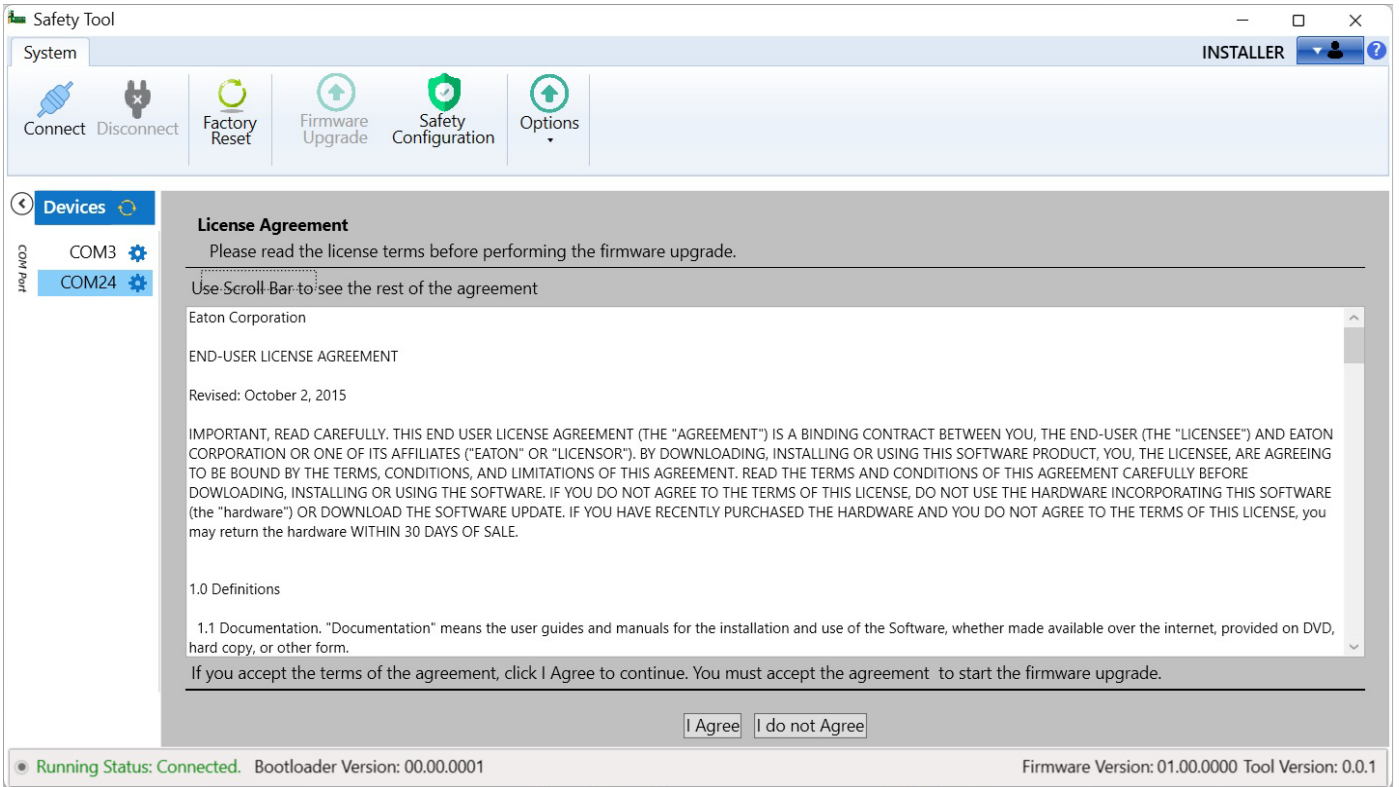 Safety Tool
System
INSTALLER
Connect Disconnect
Factory
Reset
Firmware
Upgrade
Safety
Configuration
Options
Devices
COM Port
COM3
COM24
License Agreement
Please read the license terms before performing the firmware upgrade.
Use Scroll Bar to see the rest of the agreement
Eaton Corporation
END-USER LICENSE AGREEMENT
Revised: October 2, 2015
IMPORTANT, READ CAREFULLY. THIS END USER LICENSE AGREEMENT (THE "AGREEMENT") IS A BINDING CONTRACT BETWEEN YOU, THE END-USER (THE "LICENSEE") AND EATON
CORPORATION OR ONE OF ITS AFFILIATES ("EATON" OR "LICENSOR"). BY DOWNLOADING, INSTALLING OR USING THIS SOFTWARE PRODUCT, YOU, THE LICENSEE, ARE AGREEING
TO BE BOUND BY THE TERMS, CONDITIONS, AND LIMITATIONS OF THIS AGREEMENT. READ THE TERMS AND CONDITIONS OF THIS AGREEMENT CAREFULLY BEFORE
DOWLOADING, INSTALLING OR USING THE SOFTWARE. IF YOU DO NOT AGREE TO THE TERMS OF THIS LICENSE, DO NOT USE THE HARDWARE INCORPORATING THIS SOFTWARE
(the "hardware") OR DOWNLOAD THE SOFTWARE UPDATE. IF YOU HAVE RECENTLY PURCHASED THE HARDWARE AND YOU DO NOT AGREE TO THE TERMS OF THIS LICENSE, you
may return the hardware WITHIN 30 DAYS OF SALE.
1.0 Definitions
1.1 Documentation. "Documentation" means the user guides and manuals for the installation and use of the Software, whether made available over the internet, provided on DVD,
hard copy, or other form.
If you accept the terms of the agreement, click I Agree to continue. You must accept the agreement  to start the firmware upgrade.
I Agree I do not Agree
Running Status: Connected. Bootloader Version: 00.00.0001
Firmware Version: 01.00.0000 Tool Version: 0.0.1